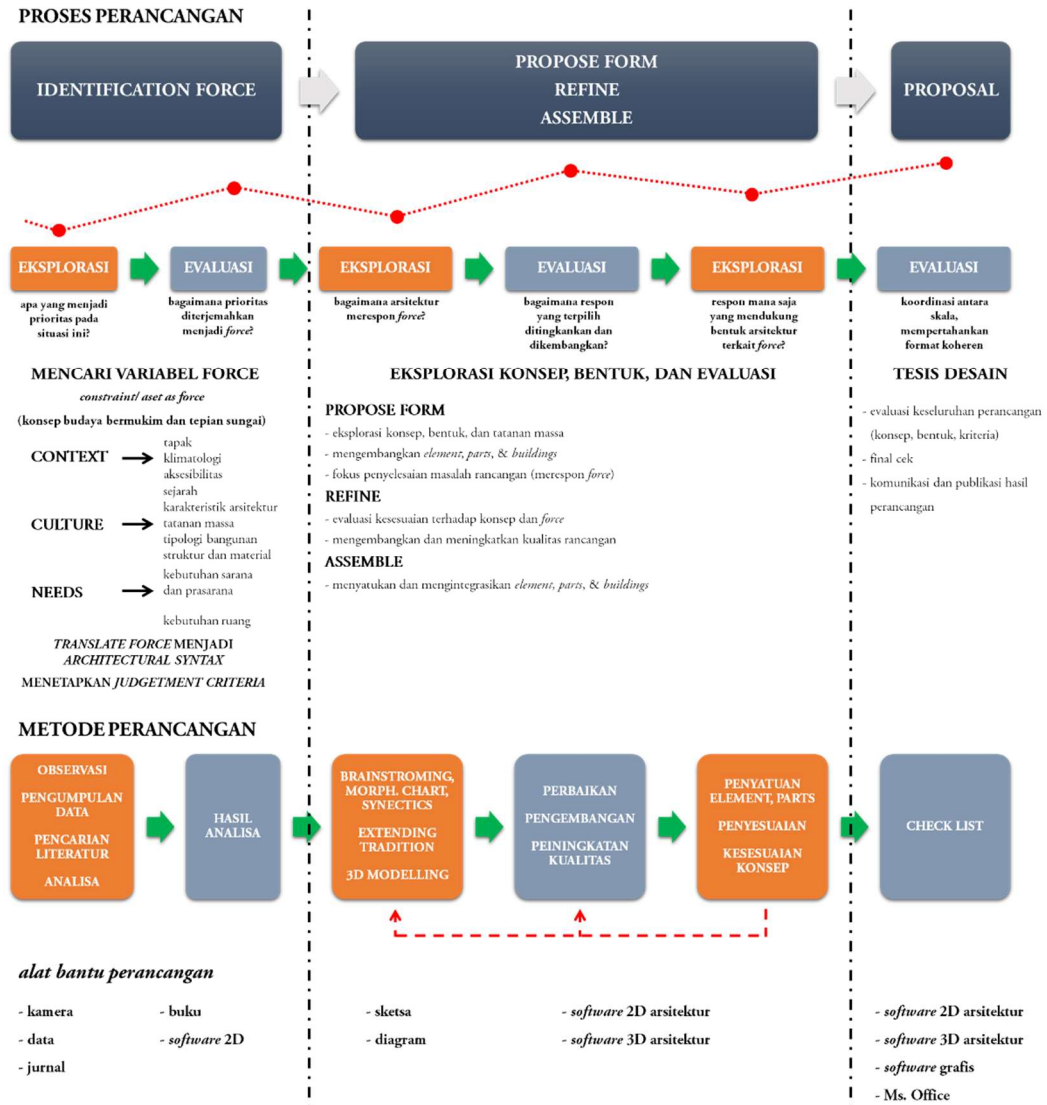 PROSES PERANCANGAN
IDENTIFICATION FORCE
PROPOSE FORM
REFINE
ASSEMBLE
PROPOSAL
EKSPLORASI
EVALUASI
EKSPLORASI
EVALUASI
EKSPLORASI
EVALUASI
apa yang menjadi
prioritas pada
situasi ini?
bagaimana prioritas
diterjemahkan
menjadi force?
bagaimana arsitektur
merespon force?
bagaimana respon
yang terpilih
ditingkankan dan
dikembangkan?
respon mana saja
yang mendukung
bentuk arsitektur
terkait force?
koordinasi antara
skala,
mempertahankan
format koheren
MENCARI VARIABEL FORCE
constraint/ aset as force
(konsep budaya bermukim dan tepian sungai)
CONTEXT
tapak
klimatologi
aksesibilitas
CULTURE
sejarah
karakteristik arsitektur
tatanan massa
tipologi bangunan
struktur dan material
NEEDS
kebutuhan sarana
dan prasarana
kebutuhan ruang
TRANSLATE FORCE MENJADI
ARCHITECTURAL SYNTAX
MENETAPKAN JUDGETMENT CRITERIA
EKSPLORASI KONSEP, BENTUK, DAN EVALUASI
PROPOSE FORM
- eksplorasi konsep, bentuk, dan tatanan massa
- mengembangkan element, parts, & buildings
- fokus penyelesaian masalah rancangan (merespon force)
REFINE
- evaluasi kesesuaian terhadap konsep dan force
- mengembangkan dan meningkatkan kualitas rancangan
ASSEMBLE
- menyatukan dan mengintegrasikan element, parts, & buildings
TESIS DESAIN
- evaluasi keseluruhan perancangan
(konsep, bentuk, kriteria)
- final cek
- komunikasi dan publikasi hasil
perancangan
METODE PERANCANGAN
OBSERVASI
PENGUMPULAN
DATA
PENCARIAN
LITERATUR
ANALISA
HASIL
ANALISA
BRAINSTROMING,
MORPH. CHART,
SYNECTICS
EXTENDING
TRADITION
3D MODELLING
PERBAIKAN
PENGEMBANGAN
PEININGKATAN
KUALITAS
PENYATUAN
ELEMENT, PARTS
PENYESUAIAN
KESESUAIAN
KONSEP
CHECK LIST
alat bantu perancangan
- kamera
- data
- jurnal
- buku
- software 2D
- sketsa
- diagram
- software 2D arsitektur
- software 3D arsitektur
- software 2D arsitektur
- software 3D arsitektur
- software grafis
- Ms. Office